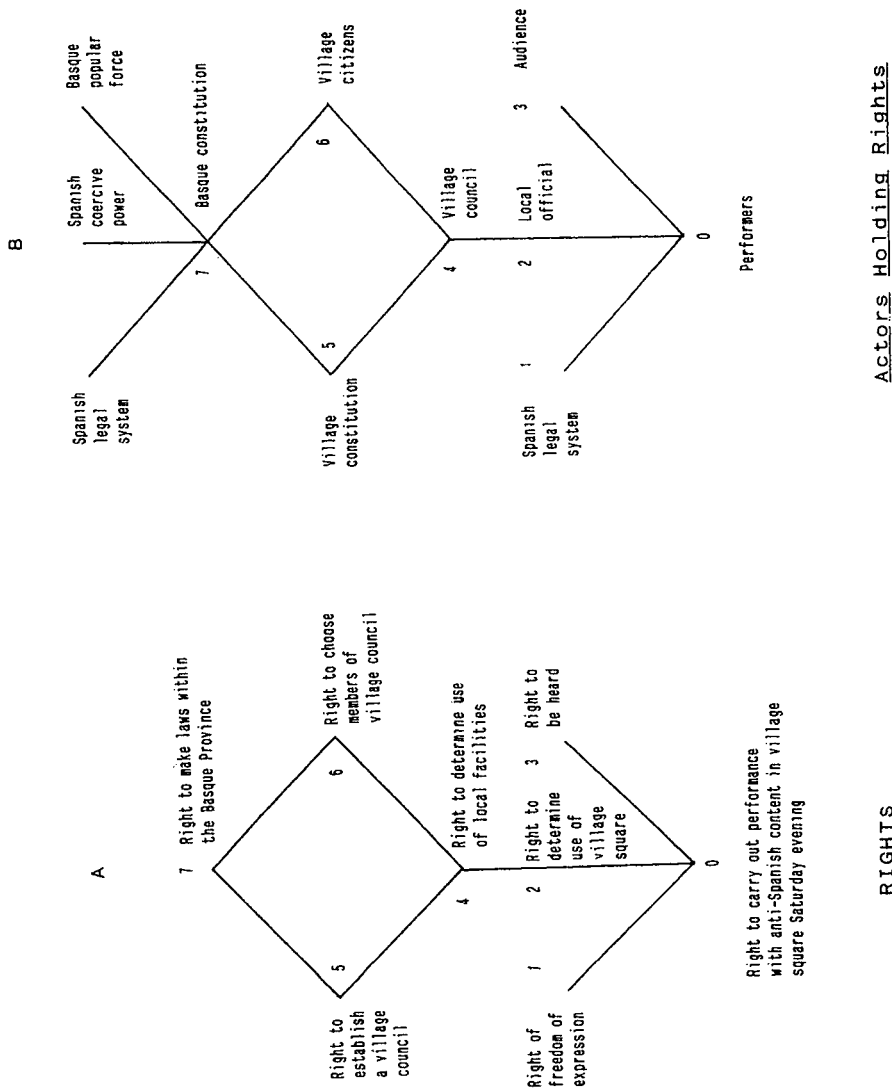 A
7 Right to make laws within
the Basque Province
5
Right to
establish
a village
council
6
Right to choose
members of
village council
4
Right to determine use
of local facilities
1
Right of
freedom of
expression
2
Right to
determine
use of
village
square
3
Right to
be heard
0
Right to carry out performance
with anti-Spanish content in village
square Saturday evening
RIGHTS
B
Spanish
legal
system
Spanish
coercive
power
Basque
popular
force
7
Basque constitution
5
Village
constitution
6
Village
citizens
4
Village
council
1
Spanish
legal
system
2
Local
official
3
Audience
0
Performers
Actors Holding Rights